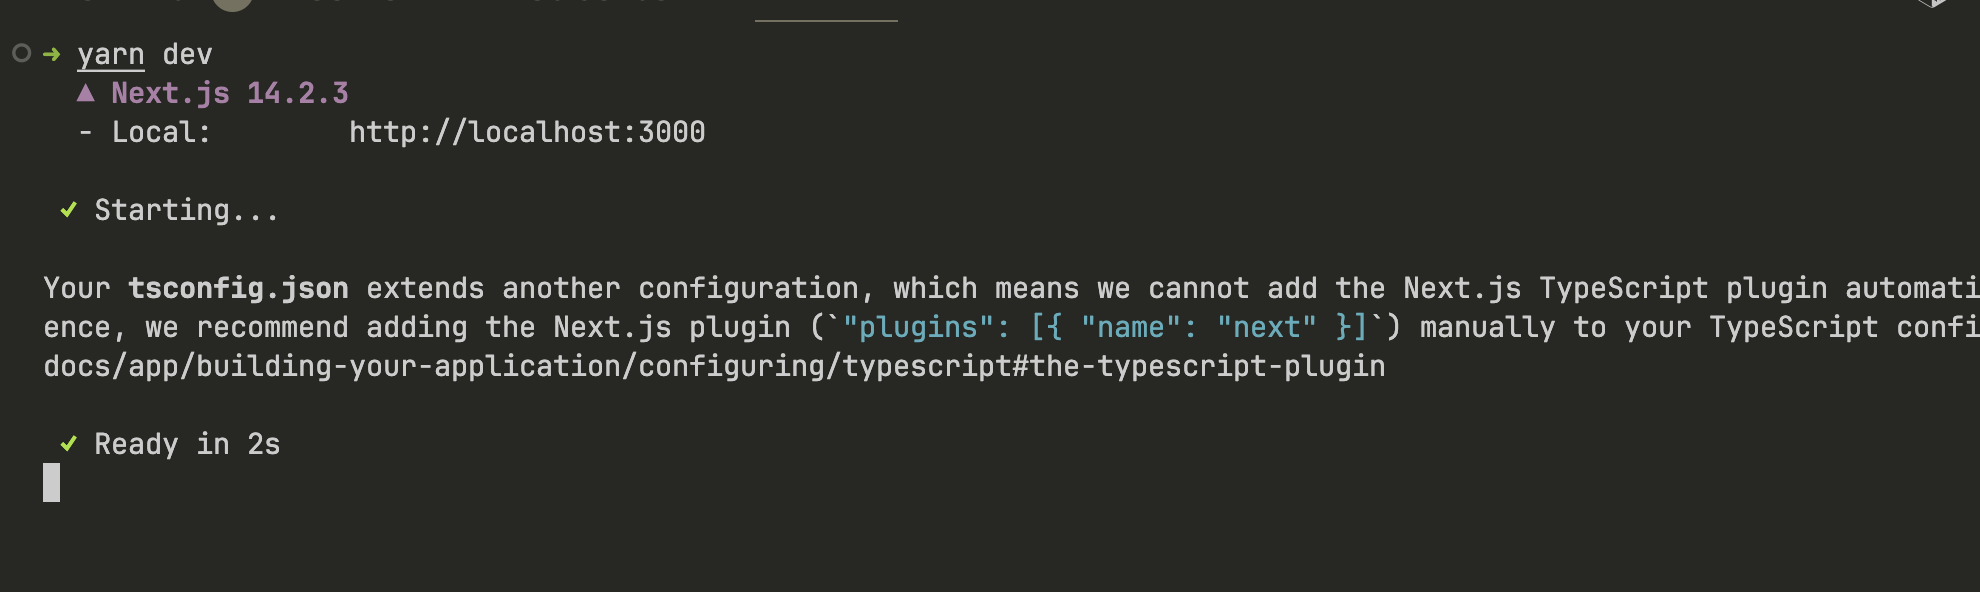 ➜ yarn dev
▲ Next.js 14.2.3
- Local:        http://localhost:3000
✓ Starting...
Your tsconfig.json extends another configuration, which means we cannot add the Next.js TypeScript plugin automati
ence, we recommend adding the Next.js plugin (`"plugins": [{ "name": "next" }]`) manually to your TypeScript confi
docs/app/building-your-application/configuring/typescript#the-typescript-plugin
✓ Ready in 2s